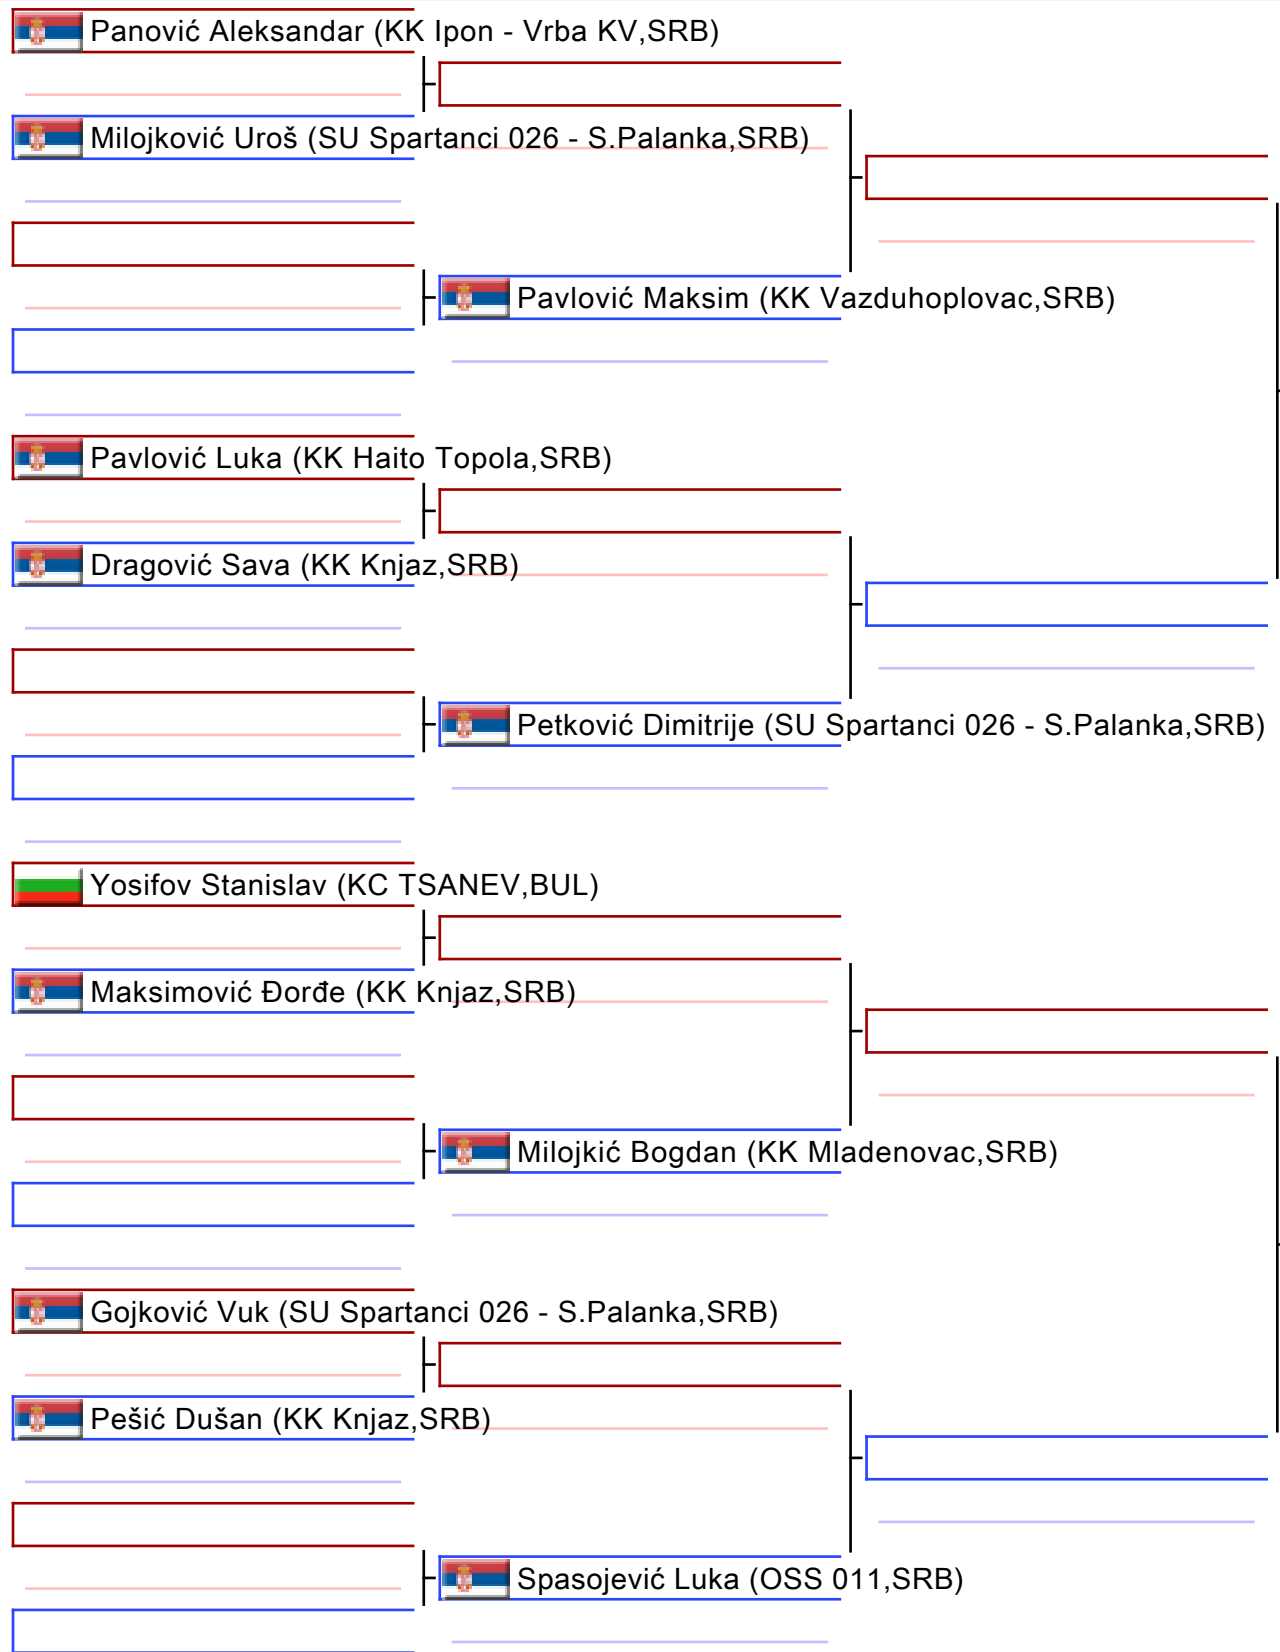 Panović Aleksandar (KK Ipon - Vrba KV,SRB)
Milojković Uroš (SU Spartanci 026 - S.Palanka,SRB)
Pavlović Maksim (KK Vazduhoplovac,SRB)
Pavlović Luka (KK Haito Topola,SRB)
Dragović Sava (KK Knjaz,SRB)
Petković Dimitrije (SU Spartanci 026 - S.Palanka,SRB)
Yosifov Stanislav (KC TSANEV,BUL)
Maksimović Đorđe (KK Knjaz,SRB)
Milojkić Bogdan (KK Mladenovac,SRB)
Gojković Vuk (SU Spartanci 026 - S.Palanka,SRB)
Pešić Dušan (KK Knjaz,SRB)
Spasojević Luka (OSS 011,SRB)